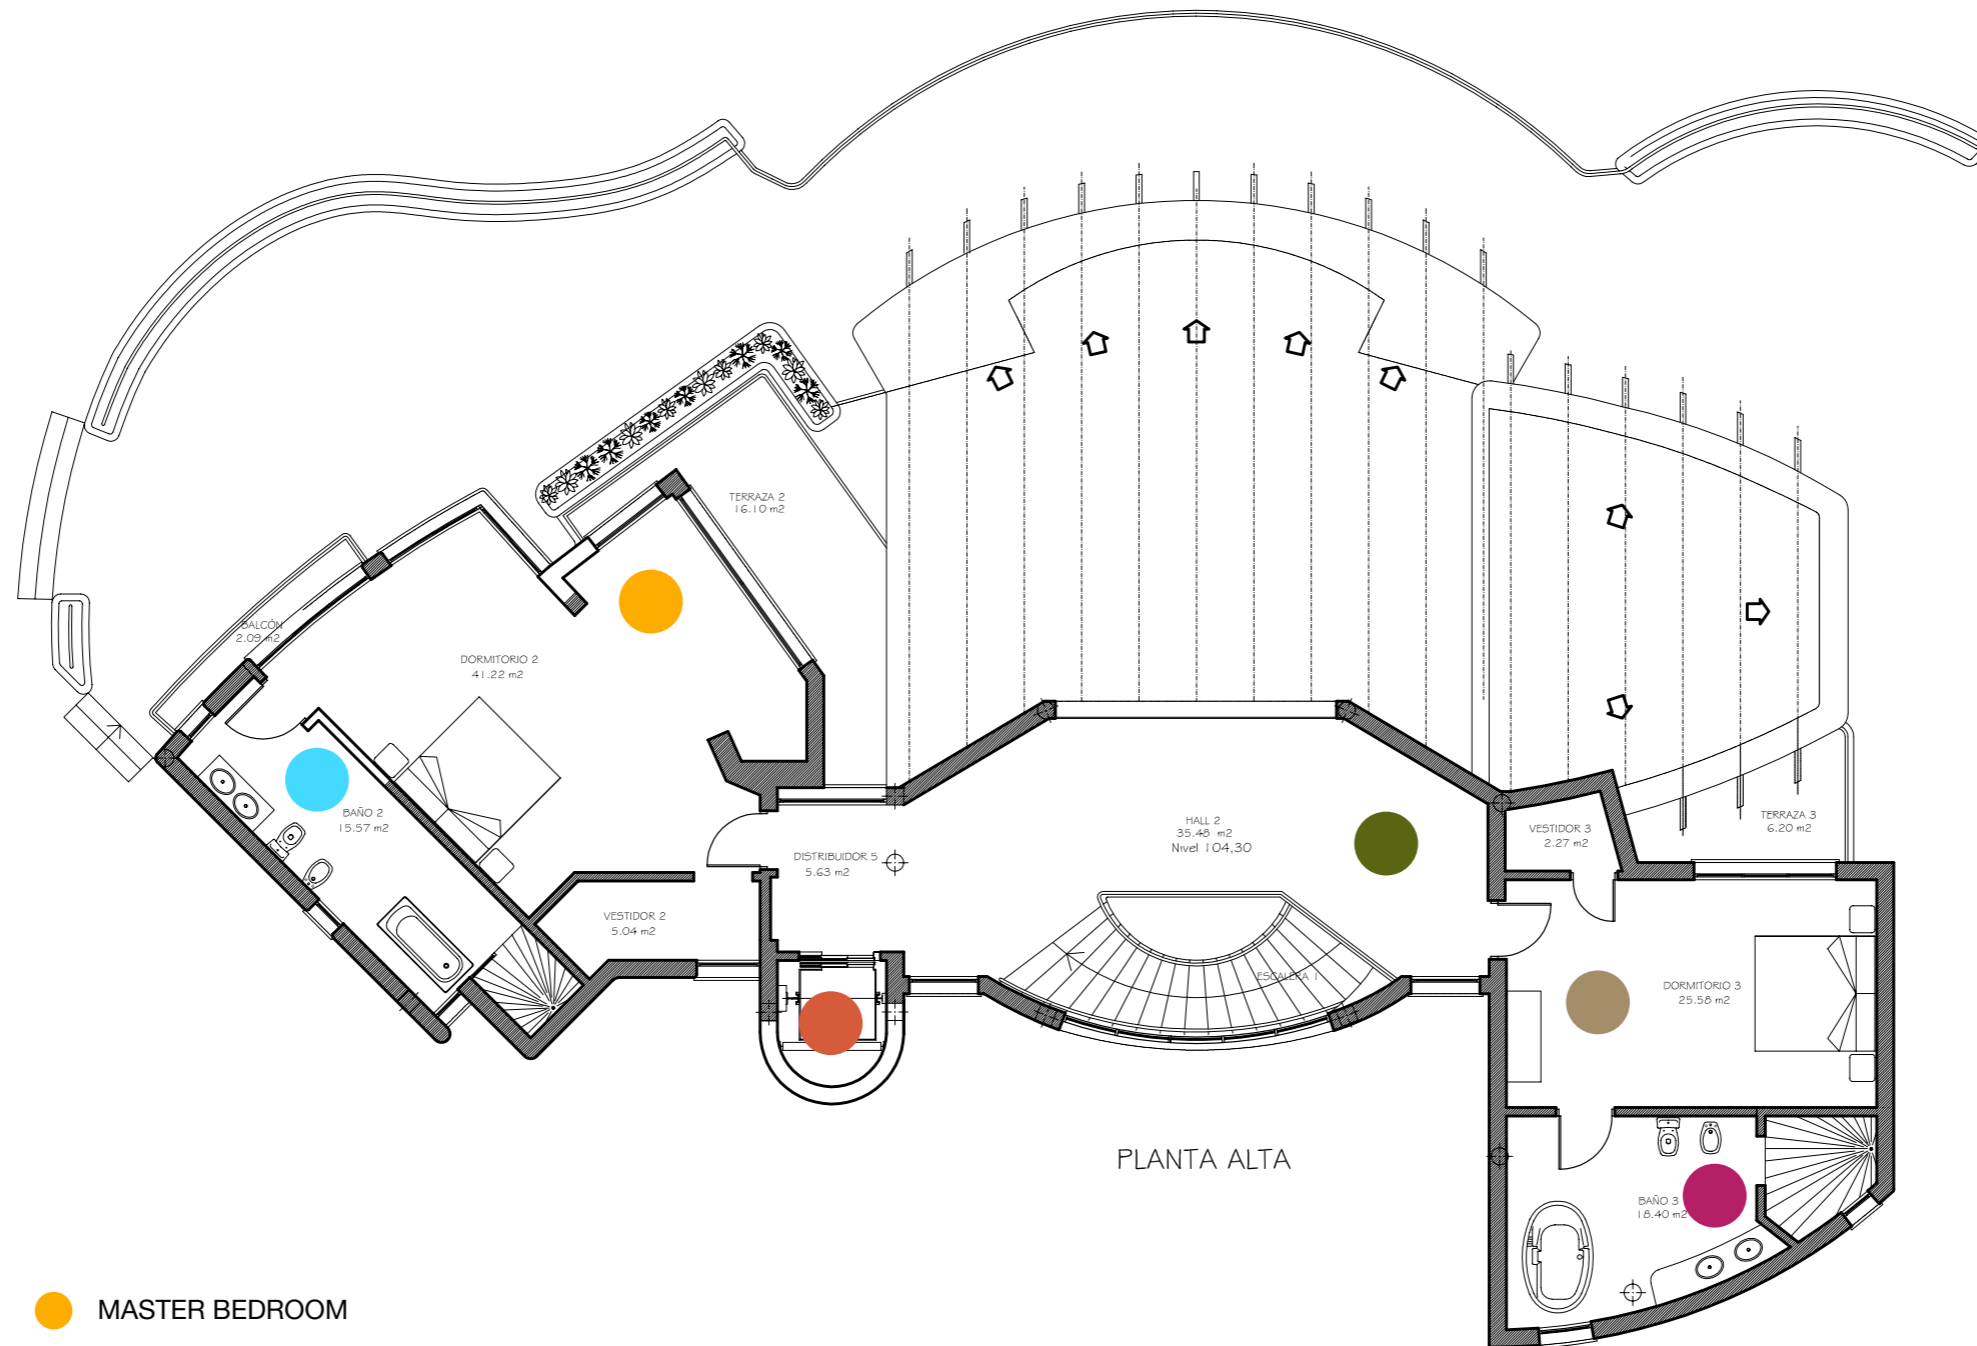 TERRAZA 2
16.10 m2
BALCÓN
2.09 m2
DORMITORIO 2
41.22 m2
BAÑO 2
15.57 m2
VESTIDOR 2
5.04 m2
DISTRIBUIDOR 5
5.63 m2
HALL 2
35.48 m2
Nivel 104,30
ESCALERA 1
VESTIDOR 3
2.27 m2
TERRAZA 3
6.20 m2
DORMITORIO 3
25.58 m2
BAÑO 3
18.40 m2
PLANTA ALTA
MASTER BEDROOM